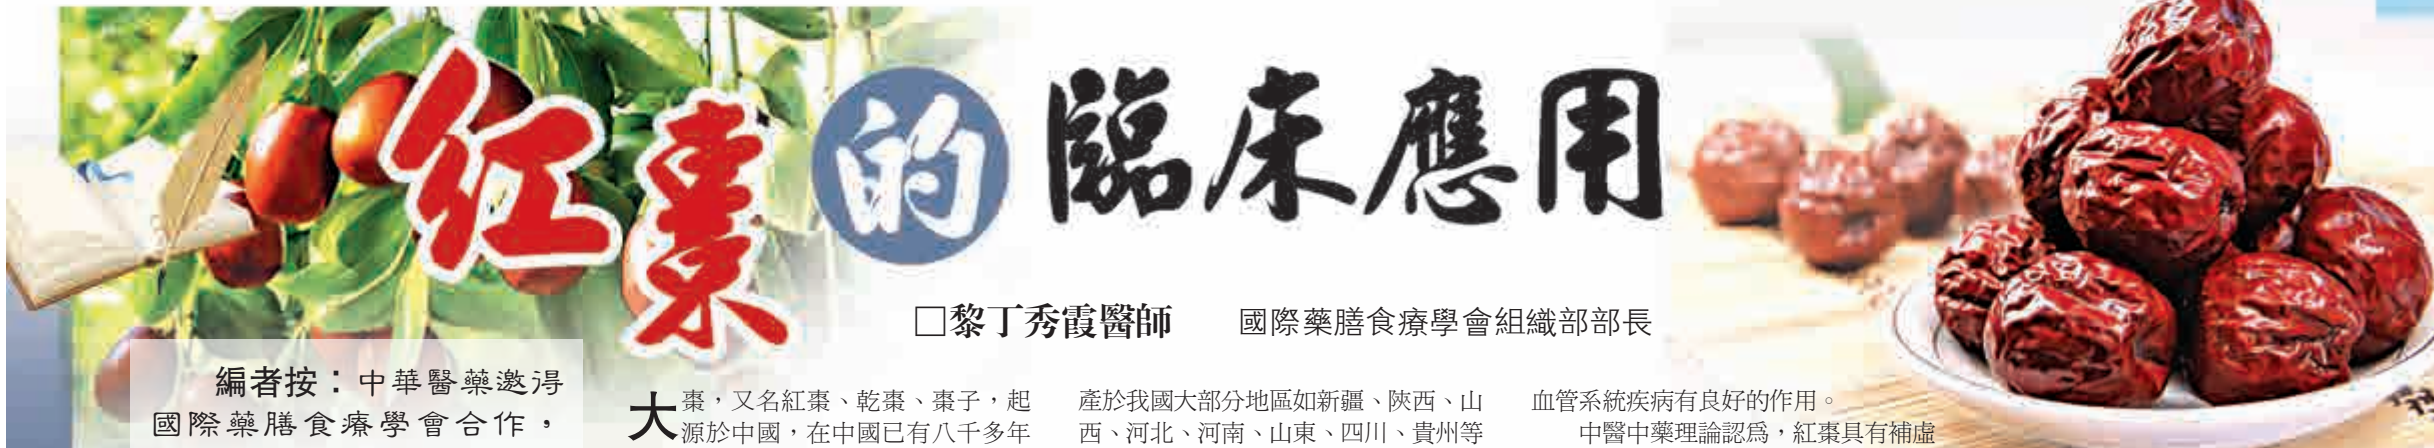 紅棗的臨床應用
□黎丁秀霞醫師 國際藥膳食療學會組織部部長
編者按：中華醫藥邀得
國際藥膳食療學會合作，
大棗，又名紅棗、乾棗、棗子，起
源於中國，在中國已有八千多年
產於我國大部分地區如新疆、陝西、山
西、河北、河南、山東、四川、貴州等
血管系統疾病有良好的作用。
中醫中藥理論認爲，紅棗具有補虛